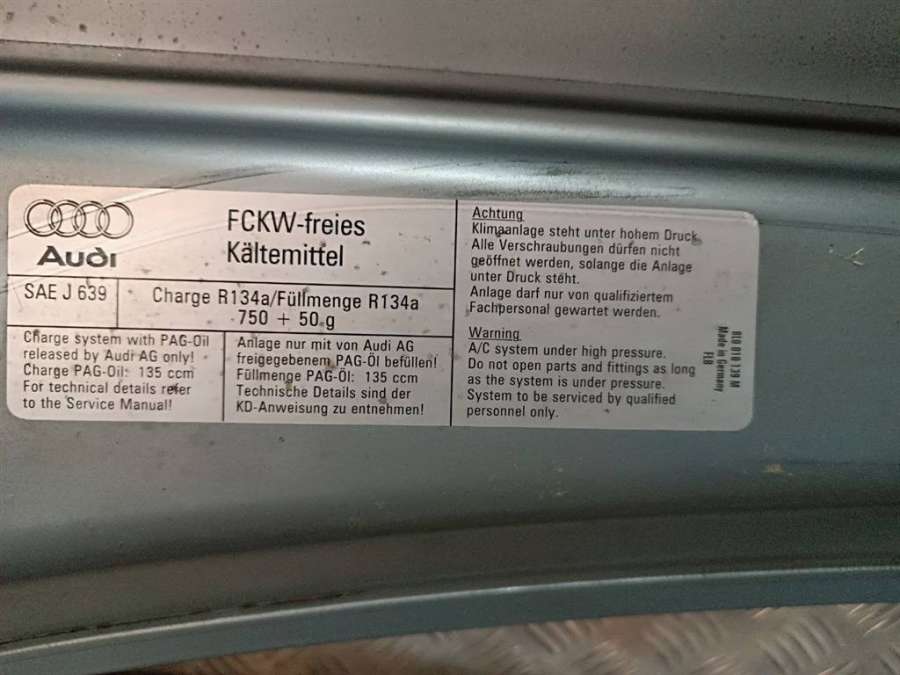 Audi
FCKW-freies
Kältemittel
SAE J 639
Charge R134a/Füllmenge R134a
750 + 50 g
Charge system with PAG-Oil
released by Audi AG only!
Charge PAG-Oil: 135 ccm
For technical details refer
to the Service Manual!
Anlage nur mit von Audi AG
freigegebenem PAG-Öl befüllen!
Füllmenge PAG-Öl: 135 ccm
Technische Details sind der
KD-Anweisung zu entnehmen!
Achtung
Klimaanlage steht unter hohem Druck.
Alle Verschraubungen dürfen nicht
geöffnet werden, solange die Anlage
unter Druck steht.
Anlage darf nur von qualifiziertem
Fachpersonal gewartet werden.
Warning
A/C system under high pressure.
Do not open parts and fittings as long
as the system is under pressure.
System to be serviced by qualified
personnel only.
8E0 010 139 M
Made in Germany
FLB